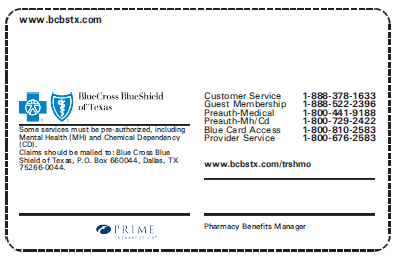 www.bcbstx.com
BlueCross BlueShield
of Texas
Some services must be pre-authorized, including
Mental Health (MH) and Chemical Dependency
(CD).
Claims should be mailed to: Blue Cross Blue
Shield of Texas, P.O. Box 660044, Dallas, TX
75266-0044.
Customer Service 1-888-378-1633
Guest Membership 1-888-522-2396
Preauth-Medical 1-800-441-9188
Preauth-Mh/Cd 1-800-729-2422
Blue Card Access 1-800-810-2583
Provider Service 1-800-676-2583
www.bcbstx.com/trshmo
PRIME
THERAPEUTICS
Pharmacy Benefits Manager